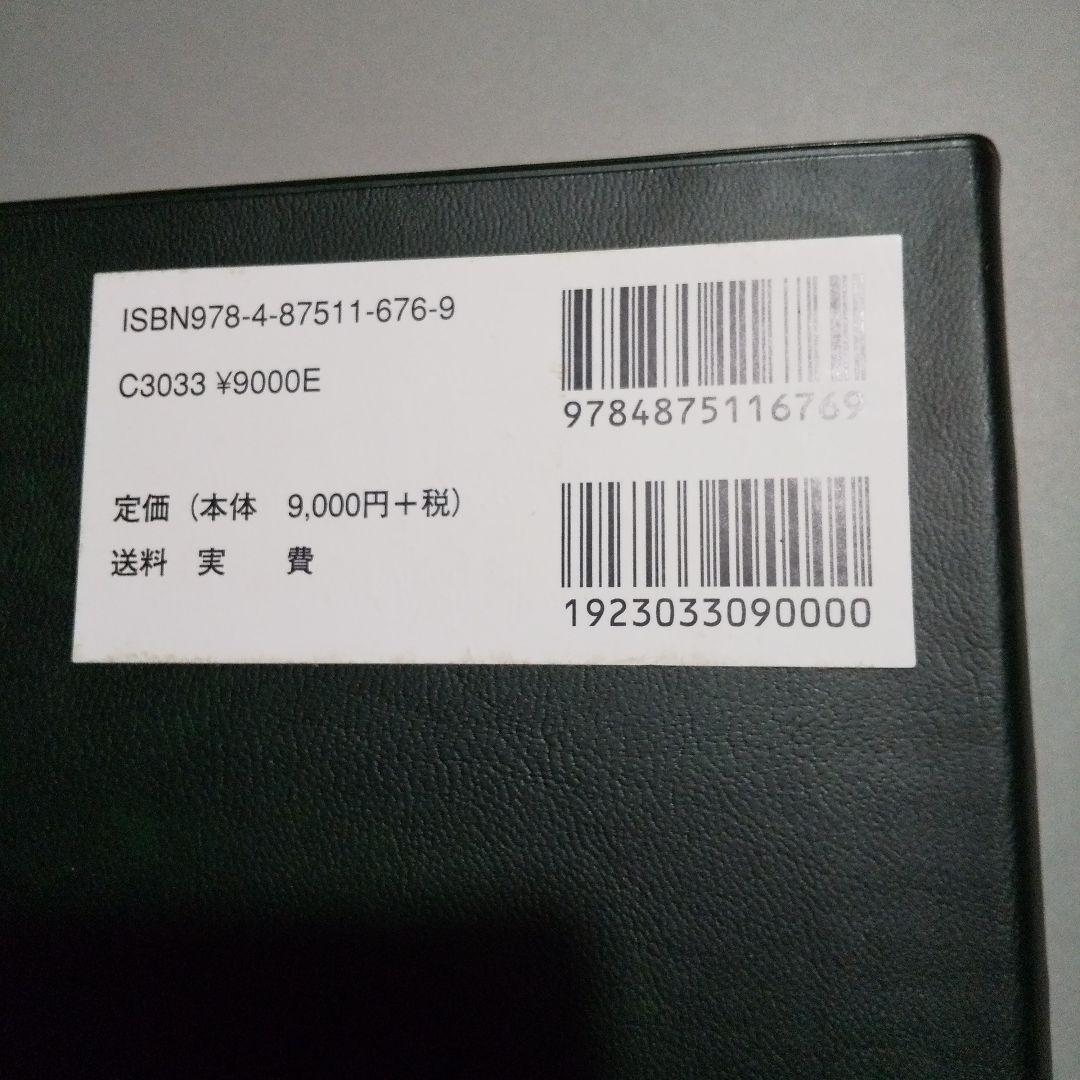 ISBN978-4-87511-676-9
C3033 ¥9000E
定価（本体　9,000円＋税）
送料　実　　費
9784875116769
1923033090000